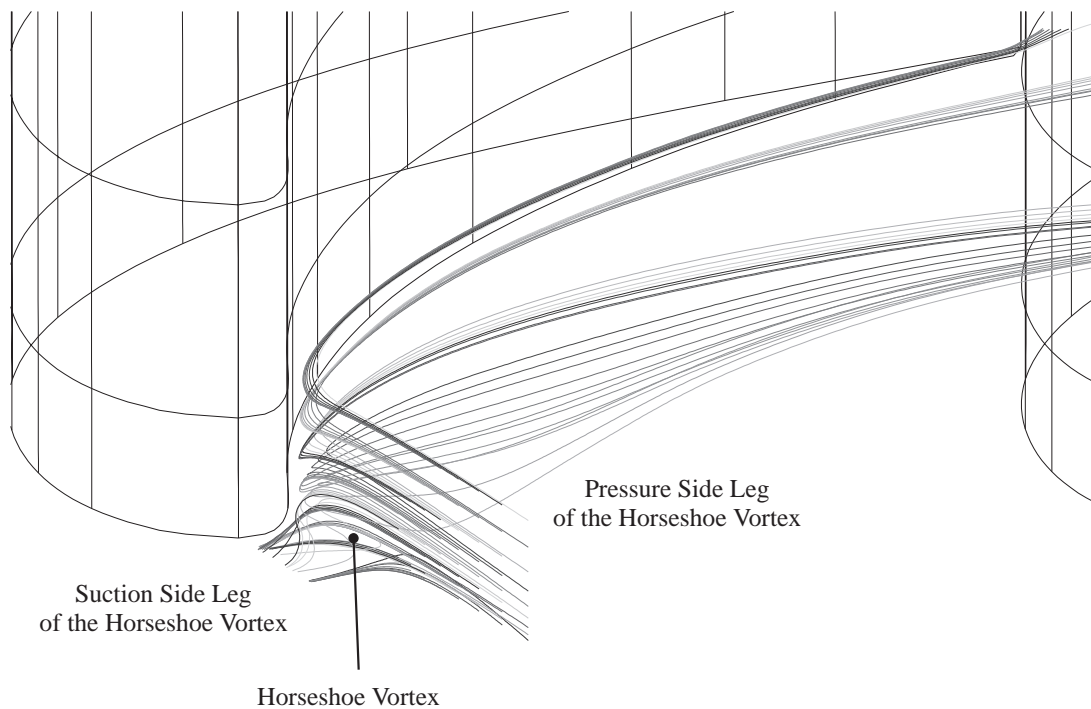 Pressure Side Leg
of the Horseshoe Vortex
Suction Side Leg
of the Horseshoe Vortex
Horseshoe Vortex